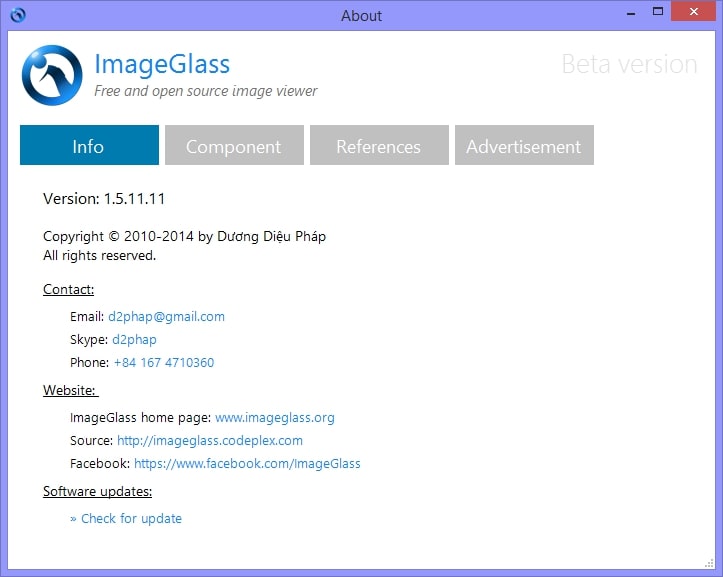 About
ImageGlass
Beta version
Free and open source image viewer
Info
Component
References
Advertisement
Version: 1.5.11.11
Copyright © 2010-2014 by Dương Diệu Pháp
All rights reserved.
Contact:
Email: d2phap@gmail.com
Skype: d2phap
Phone: +84 167 4710360
Website:
ImageGlass home page: www.imageglass.org
Source: http://imageglass.codeplex.com
Facebook: https://www.facebook.com/ImageGlass
Software updates:
» Check for update